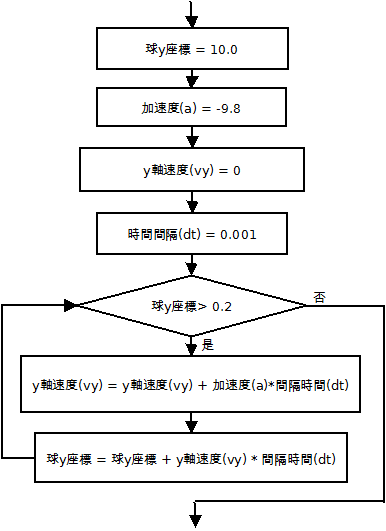 球y座標 = 10.0
加速度(a) = -9.8
y軸速度(vy) = 0
時間間隔(dt) = 0.001
球y座標> 0.2
否
是
y軸速度(vy) = y軸速度(vy) + 加速度(a)*間隔時間(dt)
球y座標 = 球y座標 + y軸速度(vy) * 間隔時間(dt)